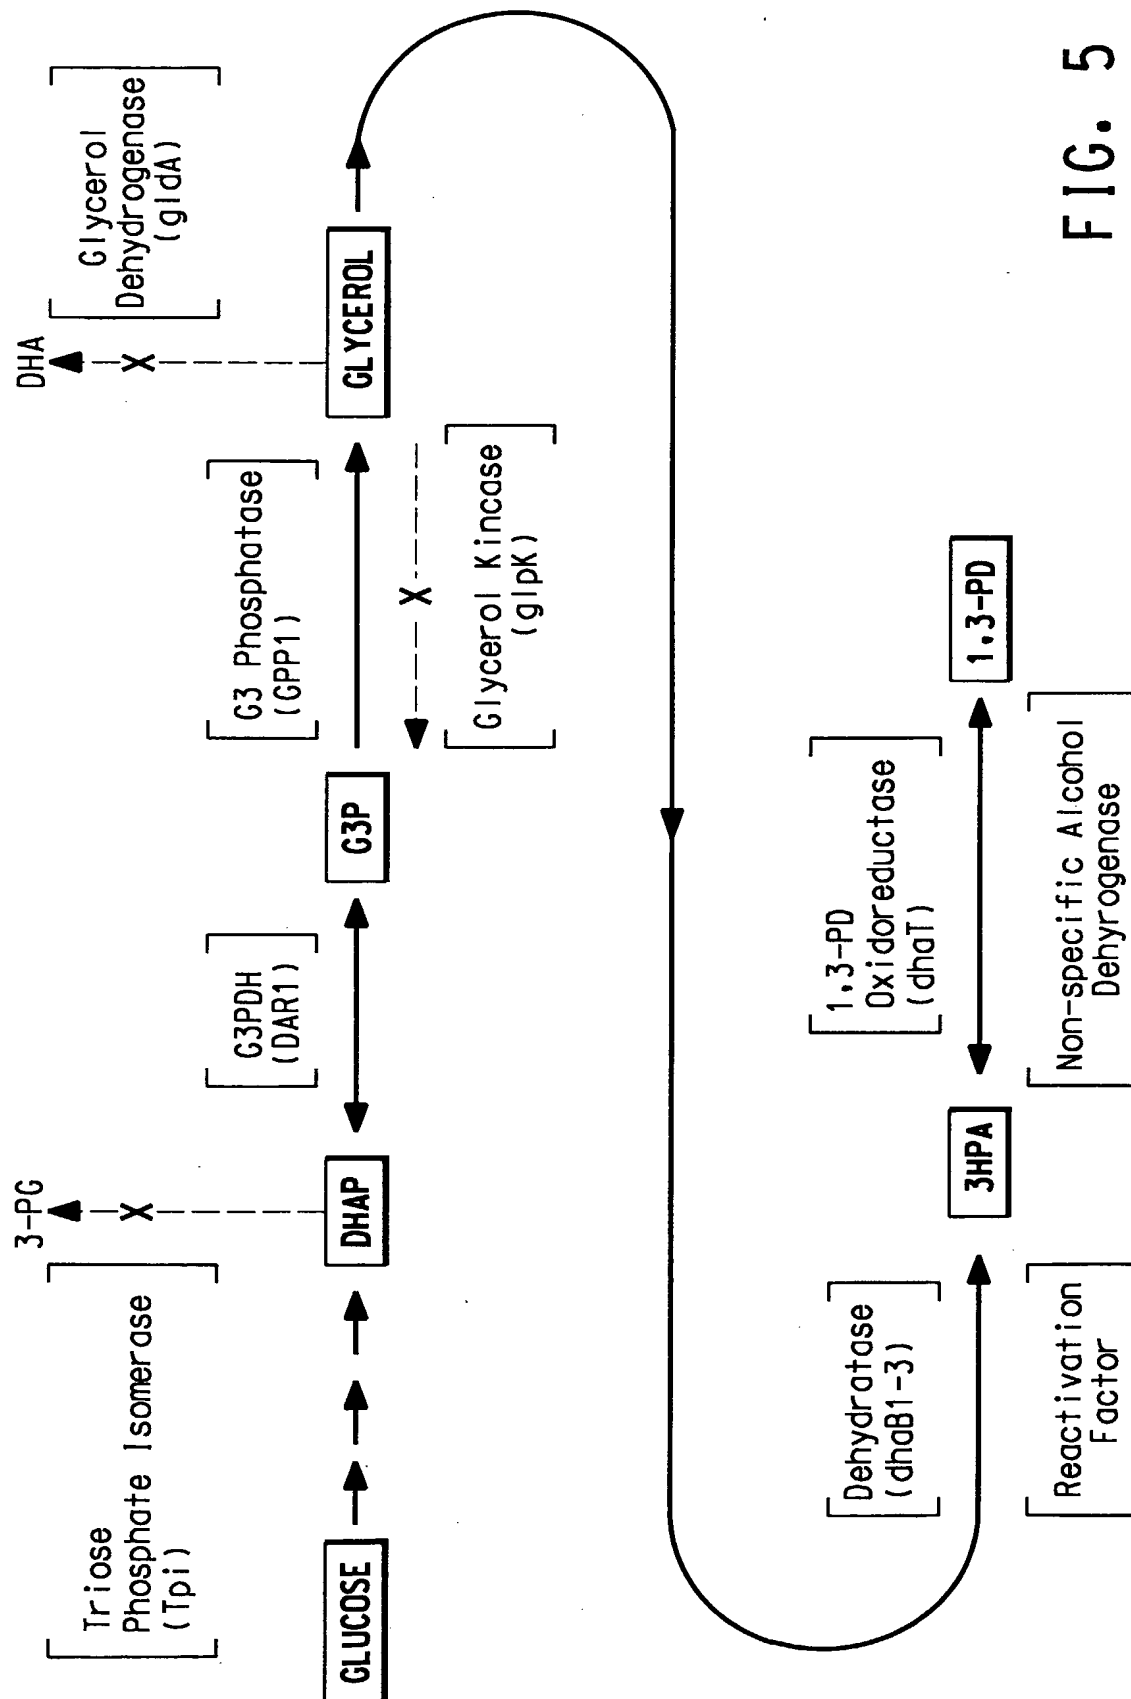 Triose
Phosphate Isomerase
(Tpi)
3-PG
DHA
Glycerol
Dehydrogenase
(gldA)
G3PDH
(DAR1)
G3 Phosphatase
(GPP1)
GLUCOSE
DHAP
G3P
GLYCEROL
Glycerol Kincase
(glpK)
Dehydratase
(dhaB1-3)
1,3-PD
Oxidoreductase
(dhaT)
3HPA
1,3-PD
Reactivation
Factor
Non-specific Alcohol
Dehyrogenase
FIG. 5